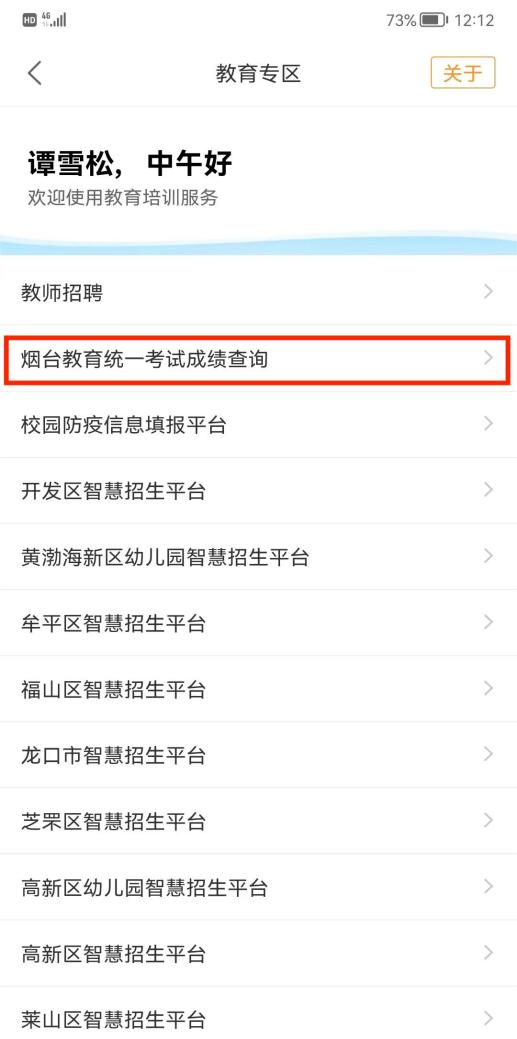 HD 4G 73% 12:12
教育专区 关于
谭雪松，中午好
欢迎使用教育培训服务
教师招聘
烟台教育统一考试成绩查询
校园防疫信息填报平台
开发区智慧招生平台
黄渤海新区幼儿园智慧招生平台
牟平区智慧招生平台
福山区智慧招生平台
龙口市智慧招生平台
芝罘区智慧招生平台
高新区幼儿园智慧招生平台
高新区智慧招生平台
莱山区智慧招生平台